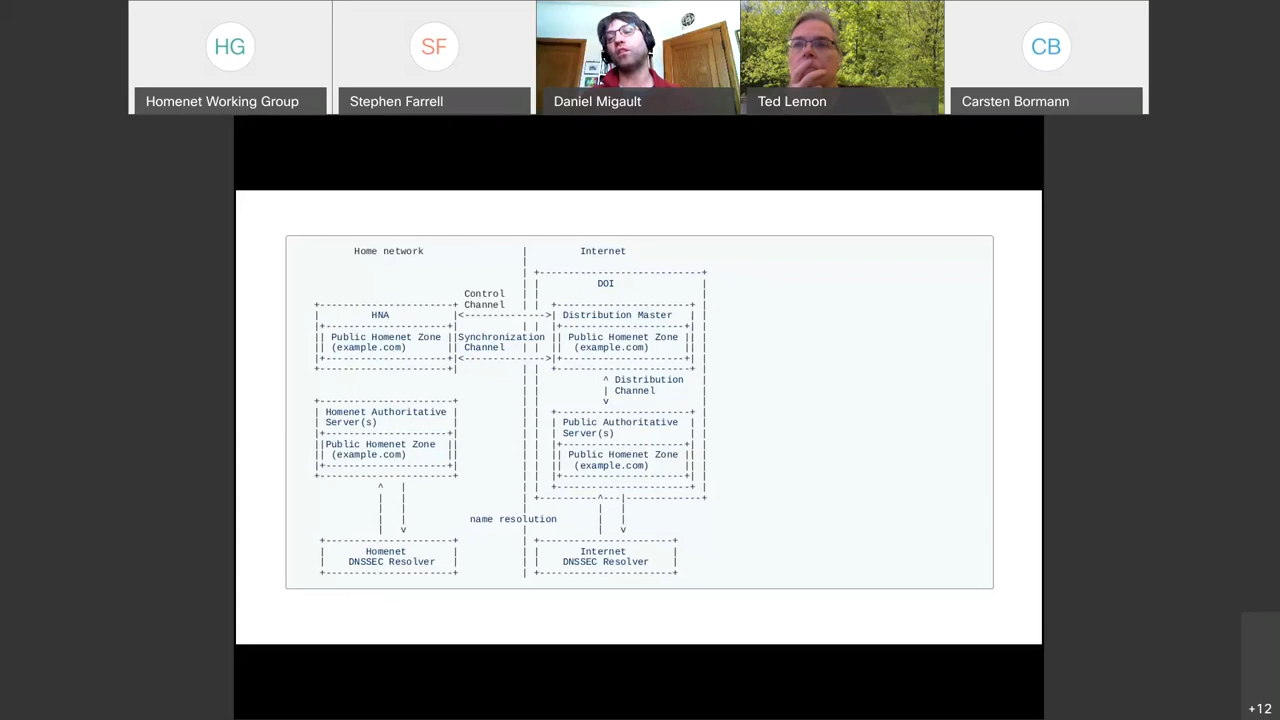 HG
SF
CB
Homenet Working Group
Stephen Farrell
Daniel Migault
Ted Lemon
Carsten Bormann
Home network | Internet
|
| +----------------------------+
| | DOI |
Control | | |
+-----------------------+ Channel | | +-----------------------+ |
| HNA |<-------------->| Distribution Master | |
|+---------------------+| | | |+---------------------+| |
|| Public Homenet Zone ||Synchronization || Public Homenet Zone || |
|| (example.com) ||Channel | | || (example.com) || |
|+---------------------+|<-------------->|+---------------------+| |
+-----------------------+ | | +-----------------------+ |
| | ^ Distribution |
| | | Channel |
+-----------------------+ | | v |
| Homenet Authoritative | | | +-----------------------+ |
| Server(s) | | | | Public Authoritative | |
|+---------------------+| | | | Server(s) | |
||Public Homenet Zone || | | |+---------------------+| |
|| (example.com) || | | || Public Homenet Zone || |
|+---------------------+| | | || (example.com) || |
+-----------------------+ | | |+---------------------+| |
^ | | | +-----------------------+ |
| | | +----------^---|-------------+
| | | | |
| | name resolution | |
| v | | v
+-----------------------+ | +-----------------------+
| Homenet | | | Internet |
| DNSSEC Resolver | | | DNSSEC Resolver |
+-----------------------+ | +-----------------------+
+12